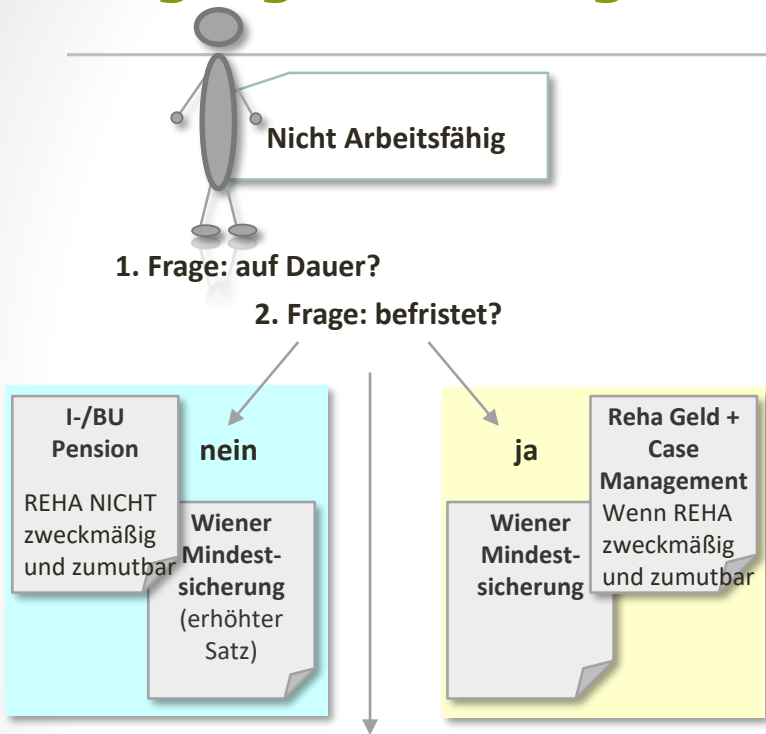 Nicht Arbeitsfähig
1. Frage: auf Dauer?
2. Frage: befristet?
I-/BU
Pension
REHA NICHT
zweckmäßig
und zumutbar
nein
Wiener
Mindest-
sicherung
(erhöhter
Satz)
ja
Wiener
Mindest-
sicherung
Reha Geld +
Case
Management
Wenn REHA
zweckmäßig
und zumutbar